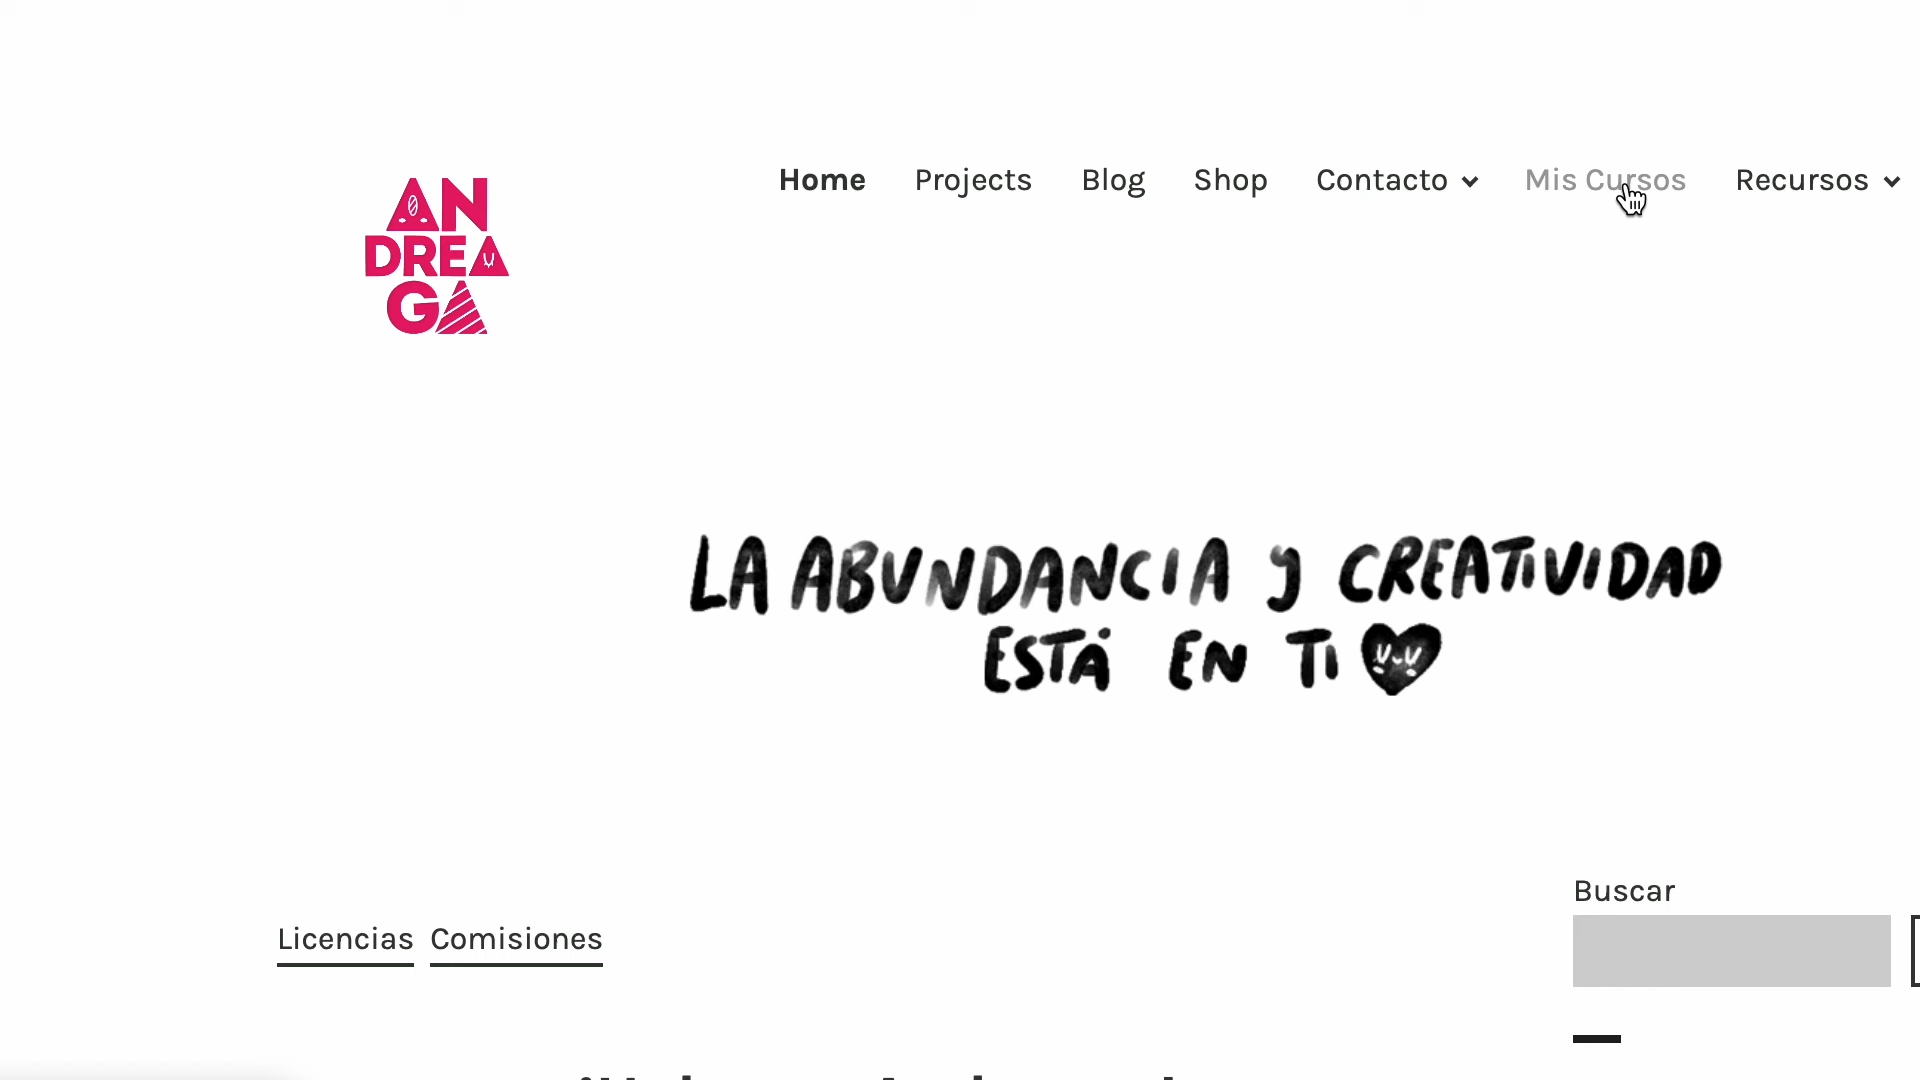 AN
DREA
GA
Home Projects Blog Shop Contacto Mis Cursos Recursos
LA ABUNDANCIA y CREATIVIDAD
ESTÁ EN TI
Buscar
Licencias Comisiones